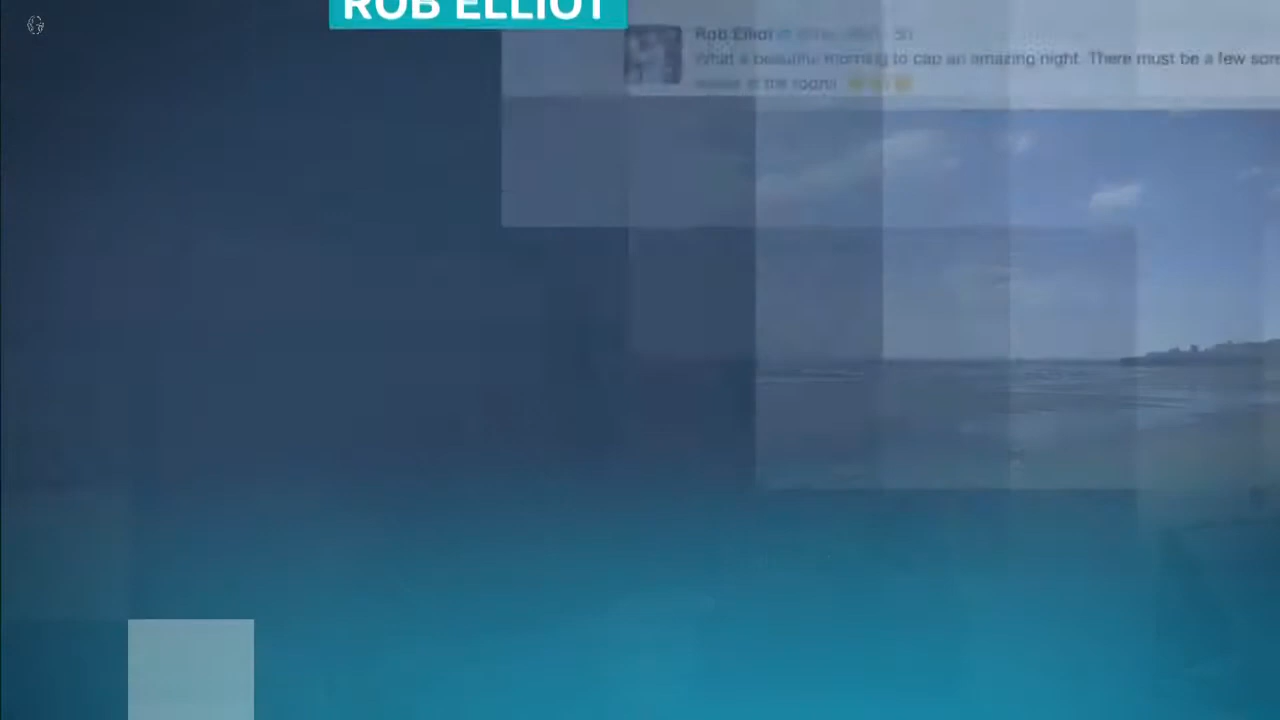 ROB ELLIOT
Rob Elliot
What a beautiful morning to cap an amazing night. There must be a few sore
in the room!